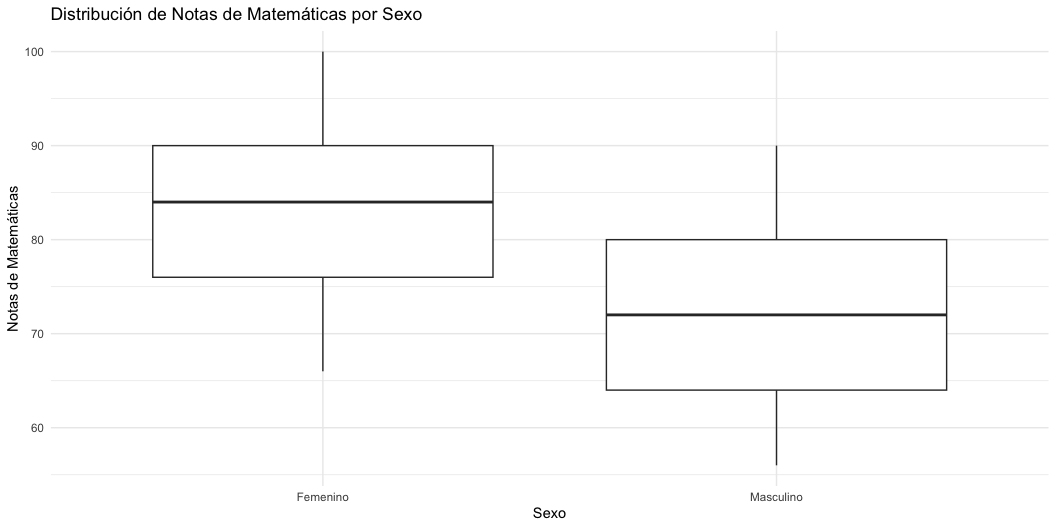 Distribución de Notas de Matemáticas por Sexo
100
90
80
70
60
Notas de Matemáticas
Femenino
Masculino
Sexo